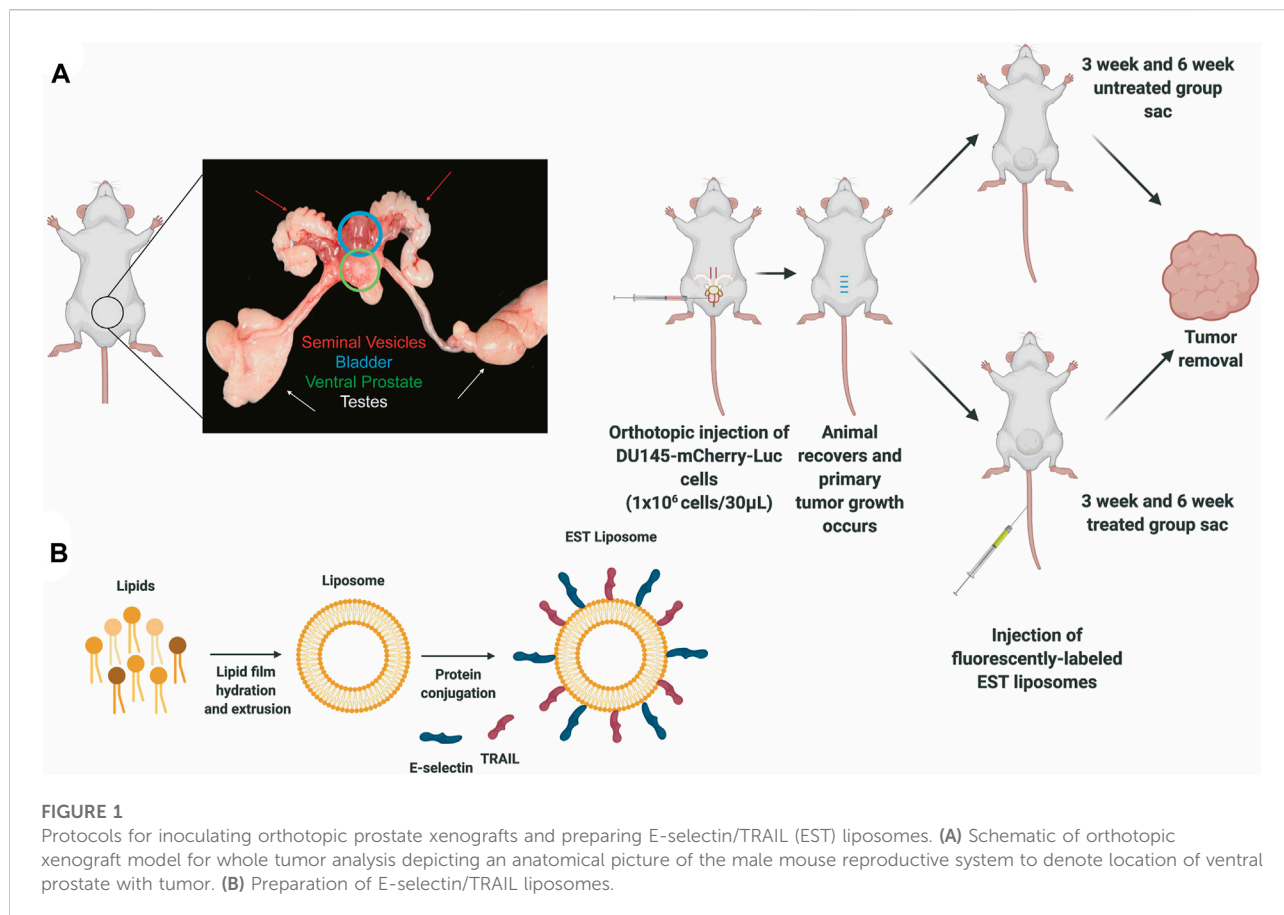 A
Seminal Vesicles
Bladder
Ventral Prostate
Testes
Orthotopic injection of
DU145-mCherry-Luc
cells
(1x10⁶ cells/30µL)
Animal
recovers and
primary
tumor growth
occurs
3 week and 6 week
untreated group
sac
Tumor
removal
3 week and 6 week
treated group sac
Injection of
fluorescently-labeled
EST liposomes
B
Lipids
Lipid film
hydration
and extrusion
Liposome
Protein
conjugation
E-selectin
TRAIL
EST Liposome
FIGURE 1
Protocols for inoculating orthotopic prostate xenografts and preparing E-selectin/TRAIL (EST) liposomes. (A) Schematic of orthotopic
xenograft model for whole tumor analysis depicting an anatomical picture of the male mouse reproductive system to denote location of ventral
prostate with tumor. (B) Preparation of E-selectin/TRAIL liposomes.